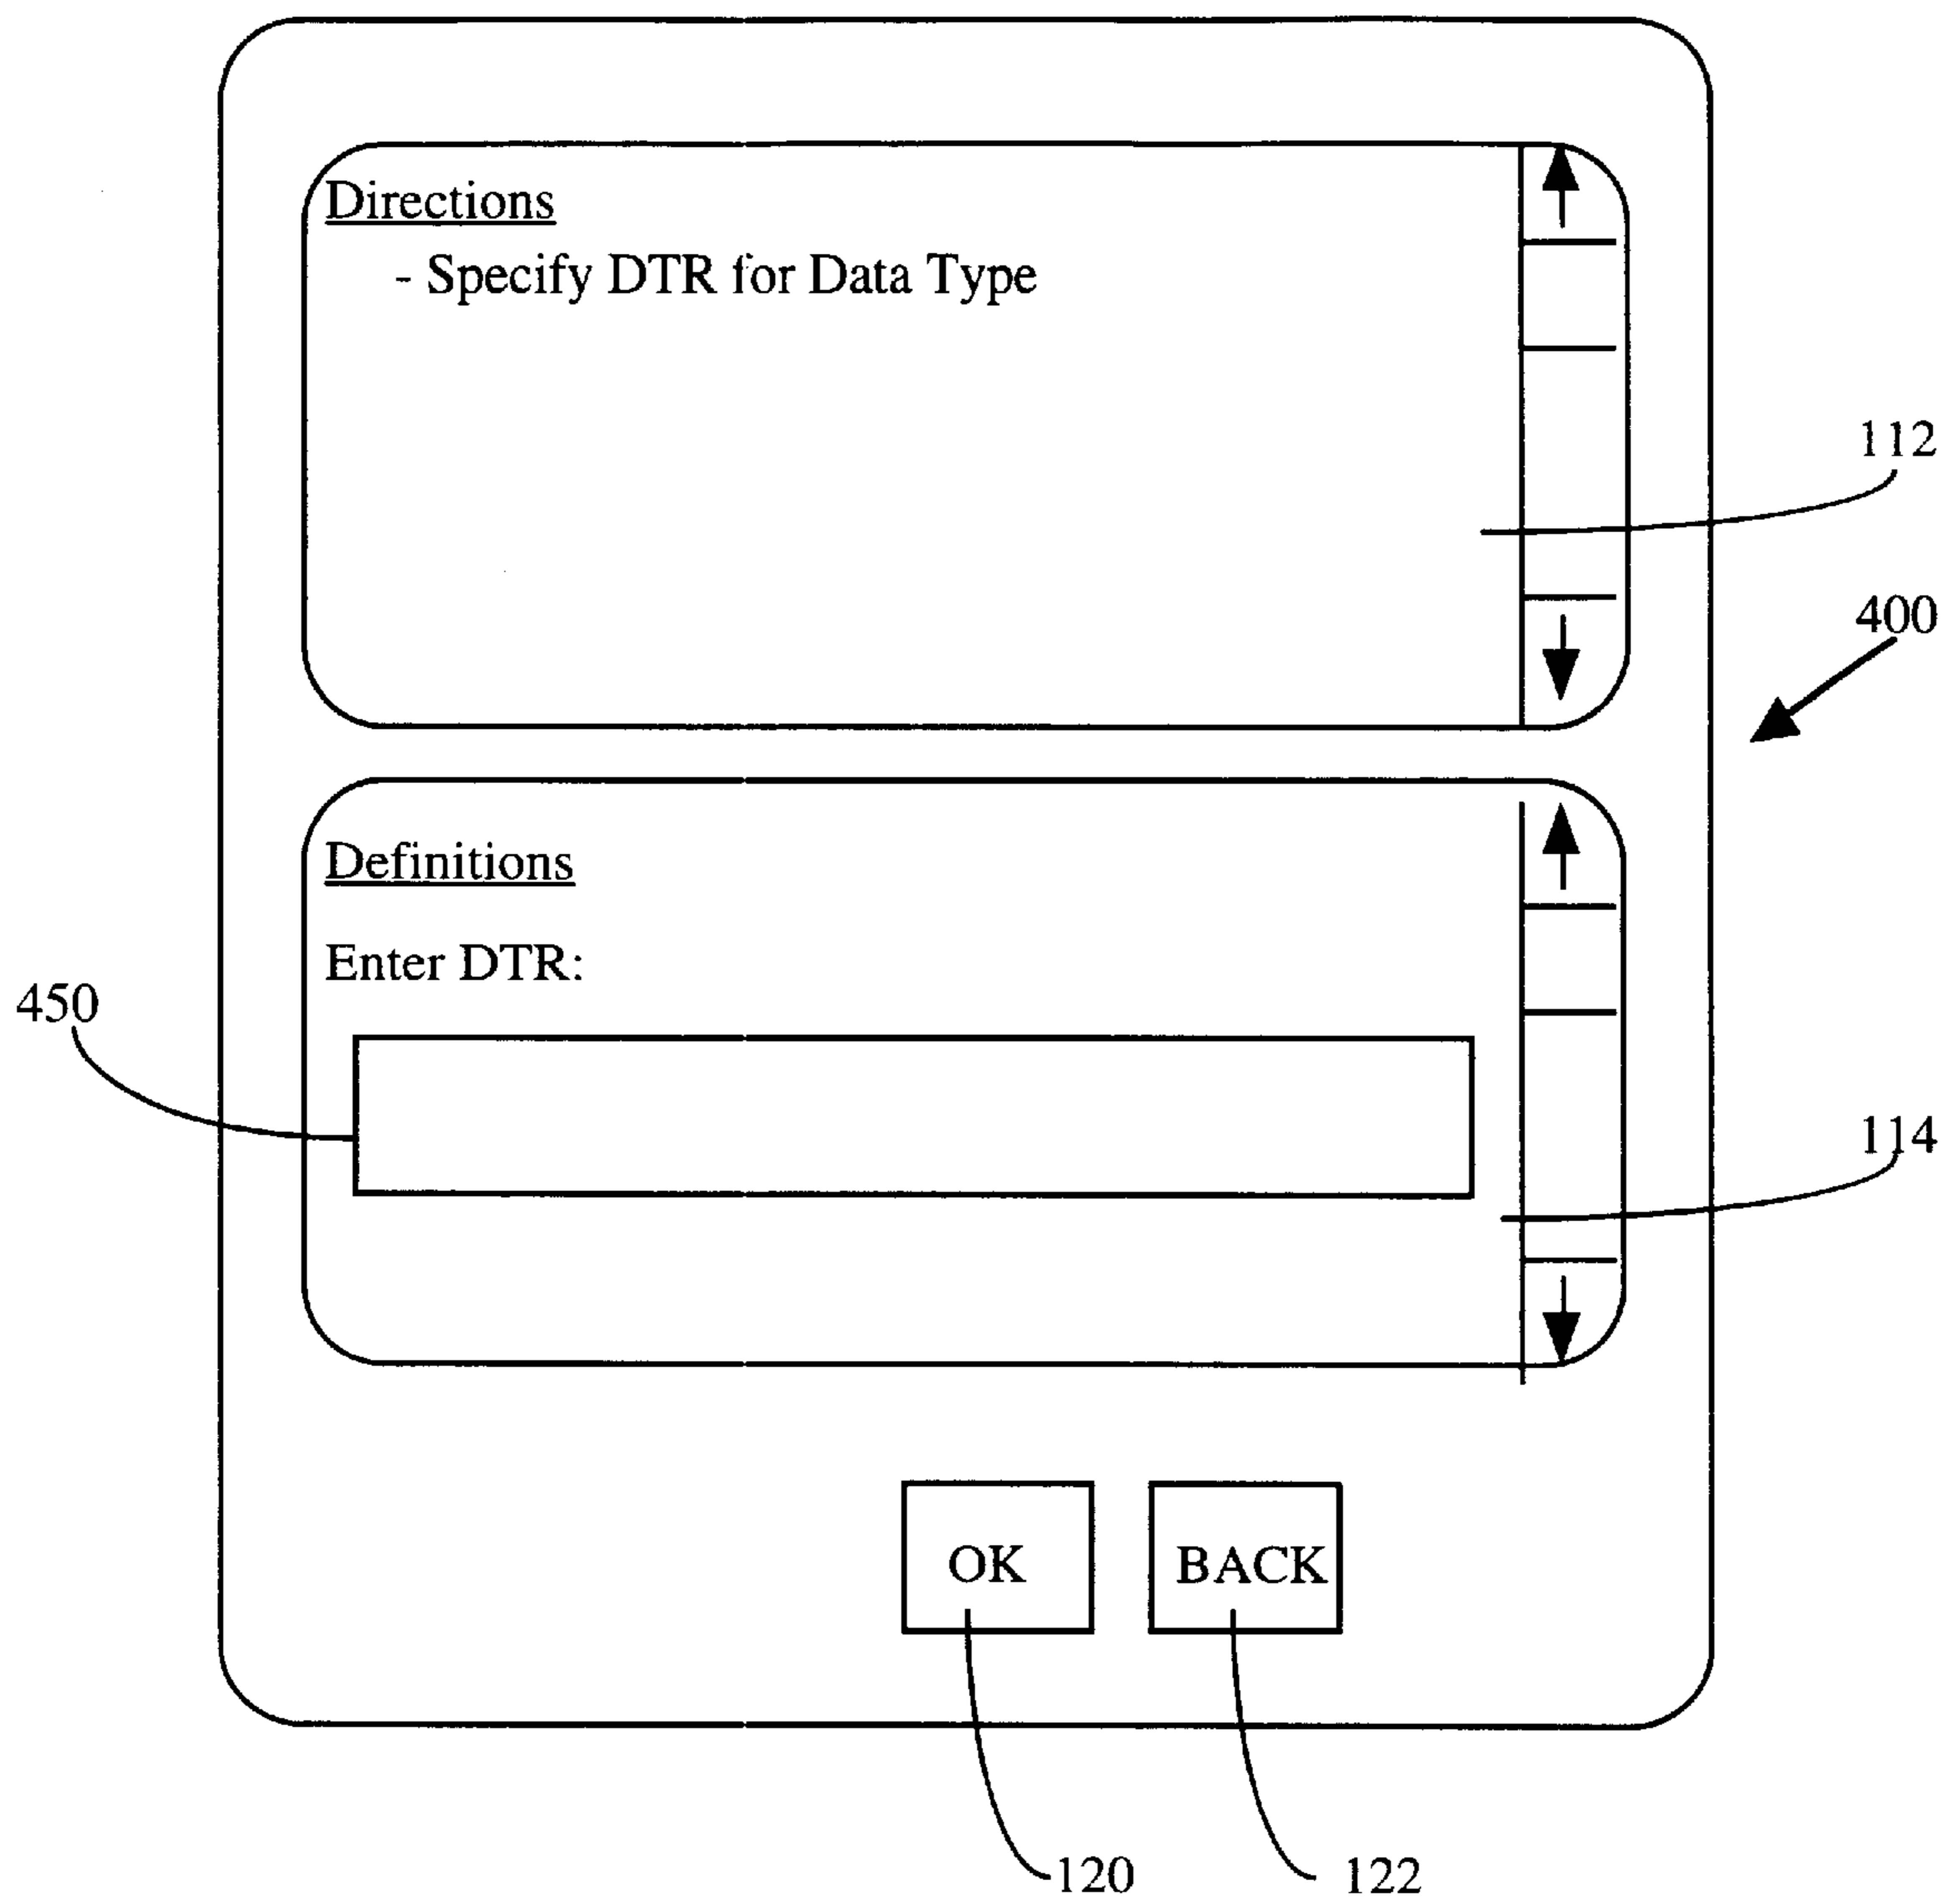 Directions
- Specify DTR for Data Type
112
400
Definitions
Enter DTR:
450
114
OK BACK
120 122